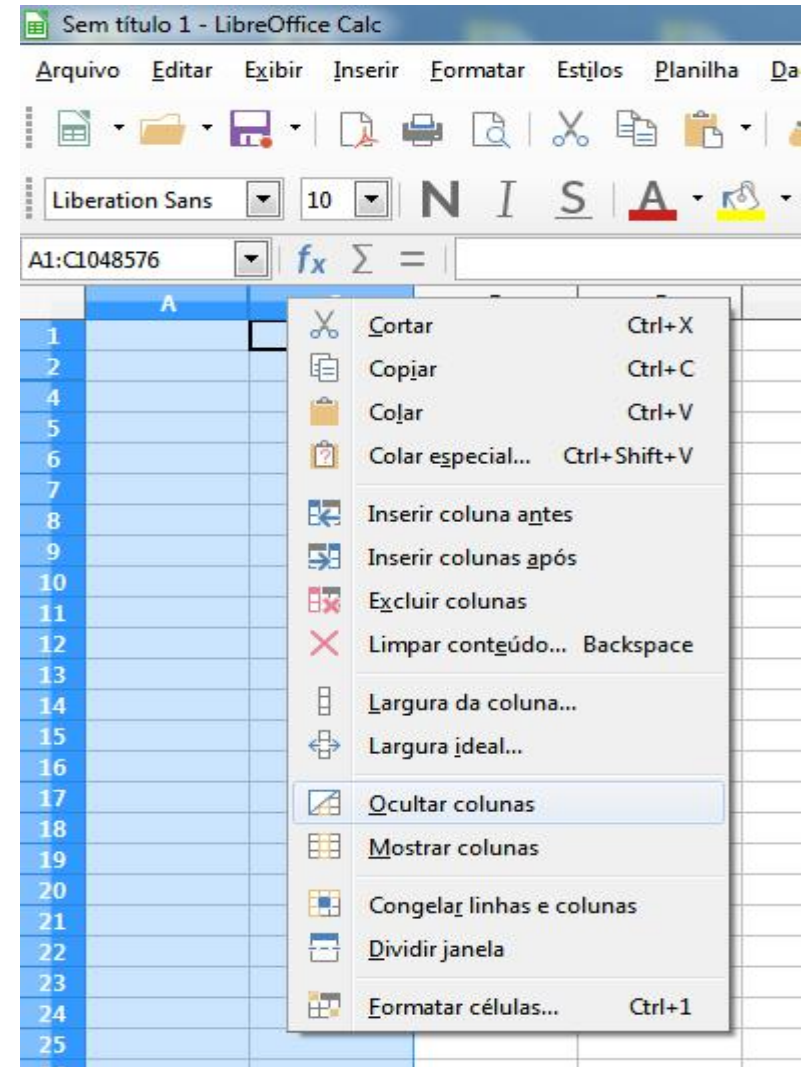 Sem título 1 - LibreOffice Calc
Arquivo Editar Exibir Inserir Formatar Estilos Planilha Da
Liberation Sans 10 N I S A
A1:C1048576 fx Σ =
A
1
2
4
5
6
7
8
9
10
11
12
13
14
15
16
17
18
19
20
21
22
23
24
25
Cortar Ctrl+X
Copiar Ctrl+C
Colar Ctrl+V
Colar especial... Ctrl+Shift+V
Inserir coluna antes
Inserir colunas após
Excluir colunas
Limpar conteúdo... Backspace
Largura da coluna...
Largura ideal...
Ocultar colunas
Mostrar colunas
Congelar linhas e colunas
Dividir janela
Formatar células... Ctrl+1